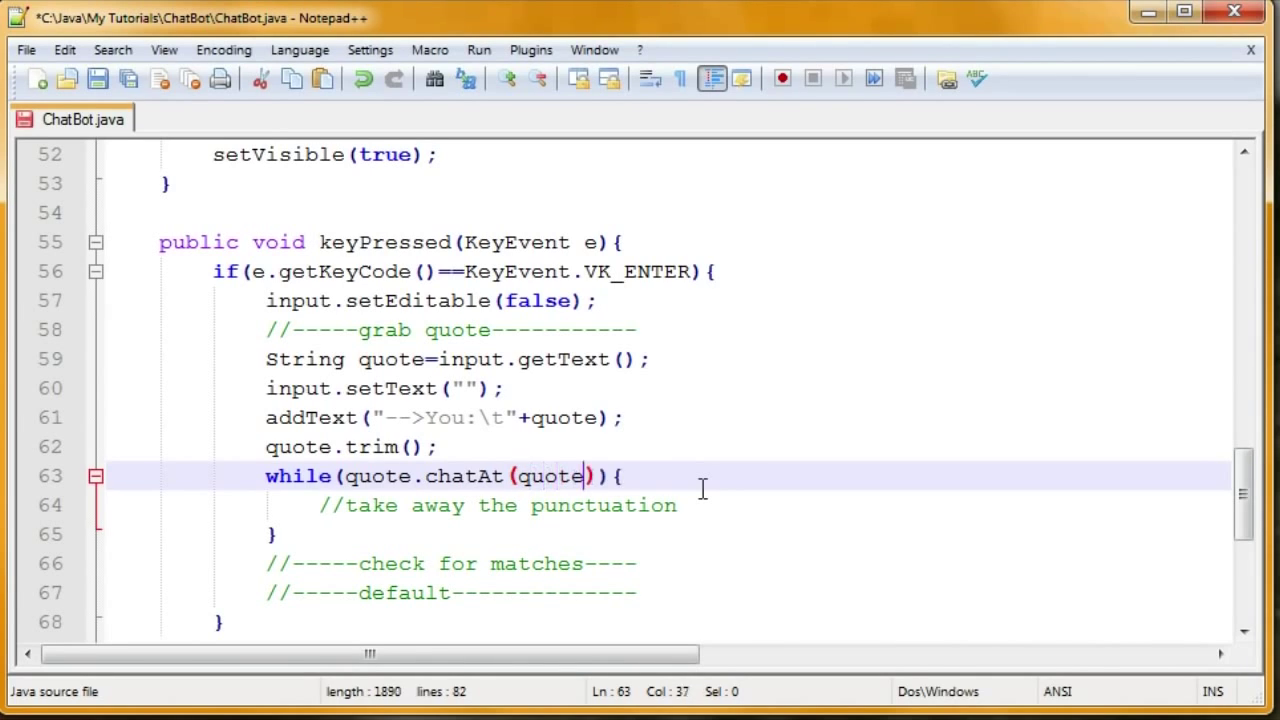 *C:\Java\My Tutorials\ChatBot\ChatBot.java - Notepad++
File Edit Search View Encoding Language Settings Macro Run Plugins Window ? X
ABC
ChatBot.java
52 setVisible(true);
53 }
54
55 public void keyPressed(KeyEvent e){
56 if(e.getKeyCode()==KeyEvent.VK_ENTER){
57 input.setEditable(false);
58 //-----grab quote-----------
59 String quote=input.getText();
60 input.setText("");
61 addText("-->You:\t"+quote);
62 quote.trim();
63 while(quote.chatAt(quote)){
64 //take away the punctuation
65 }
66 //-----check for matches----
67 //-----default--------------
68 }
Java source file length : 1890 lines : 82 Ln : 63 Col : 37 Sel : 0 Dos\Windows ANSI INS